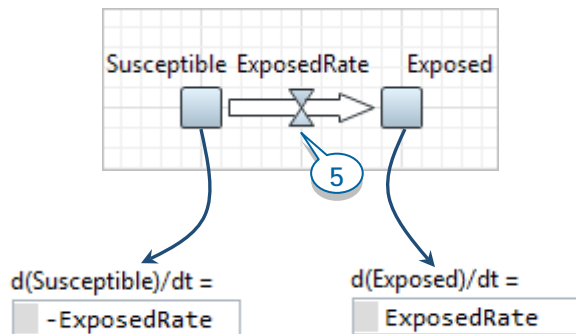 Susceptible ExposedRate Exposed
5
d(Susceptible)/dt =
-ExposedRate
d(Exposed)/dt =
ExposedRate